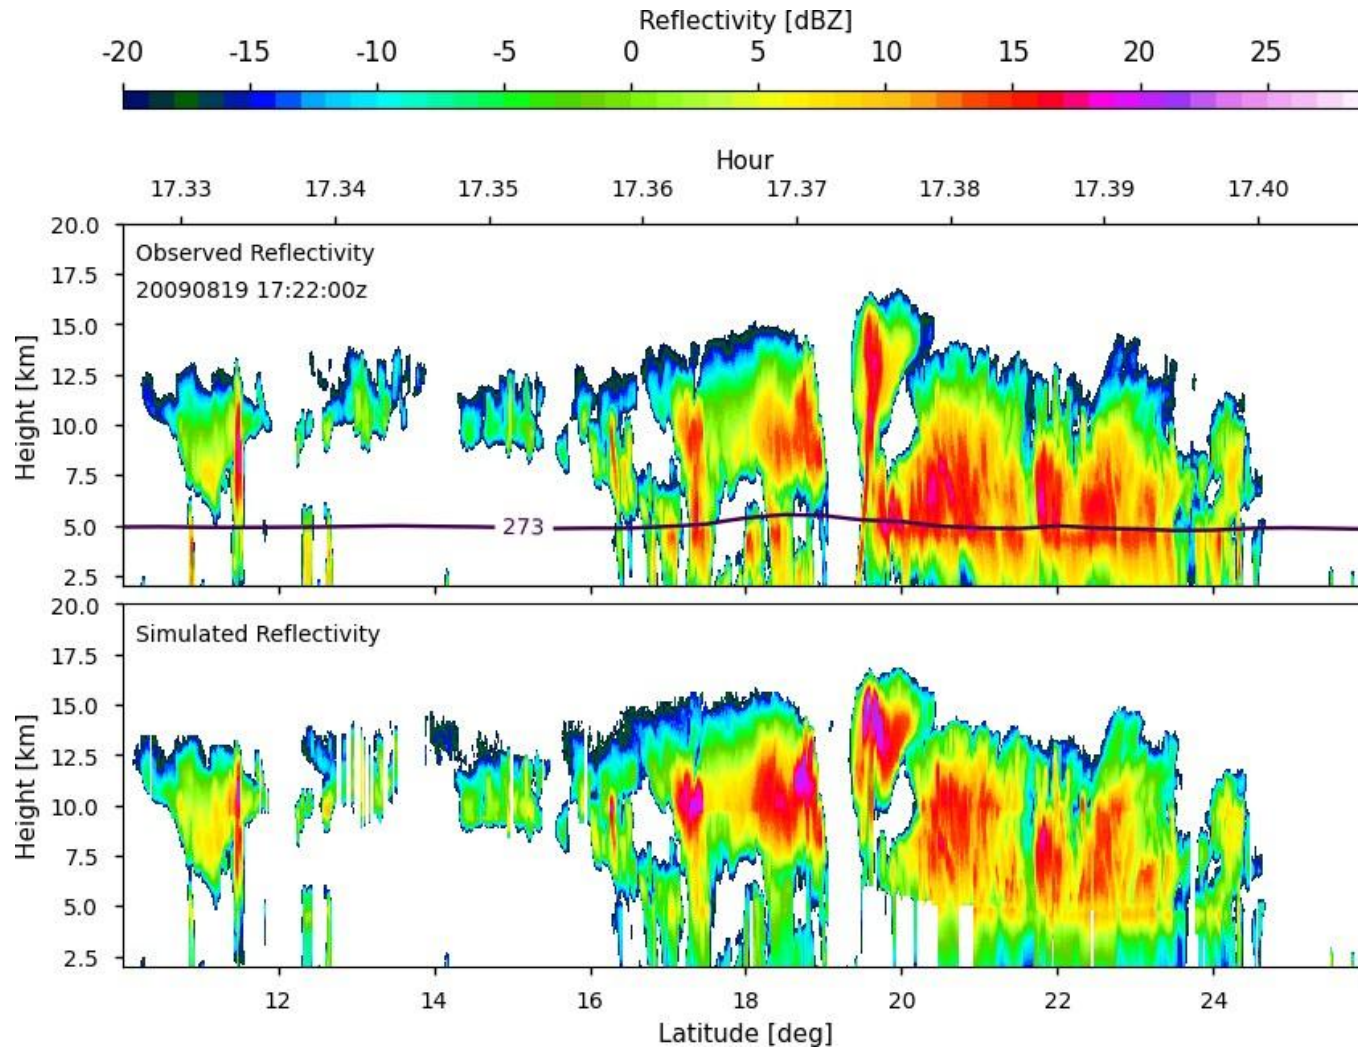 Reflectivity [dBZ]
-20 -15 -10 -5 0 5 10 15 20 25
Hour
17.33 17.34 17.35 17.36 17.37 17.38 17.39 17.40
20.0
Observed Reflectivity
17.5
20090819 17:22:00z
15.0
12.5
Height [km]
10.0
7.5
5.0
273
2.5
20.0
Simulated Reflectivity
17.5
15.0
12.5
Height [km]
10.0
7.5
5.0
2.5
12 14 16 18 20 22 24
Latitude [deg]